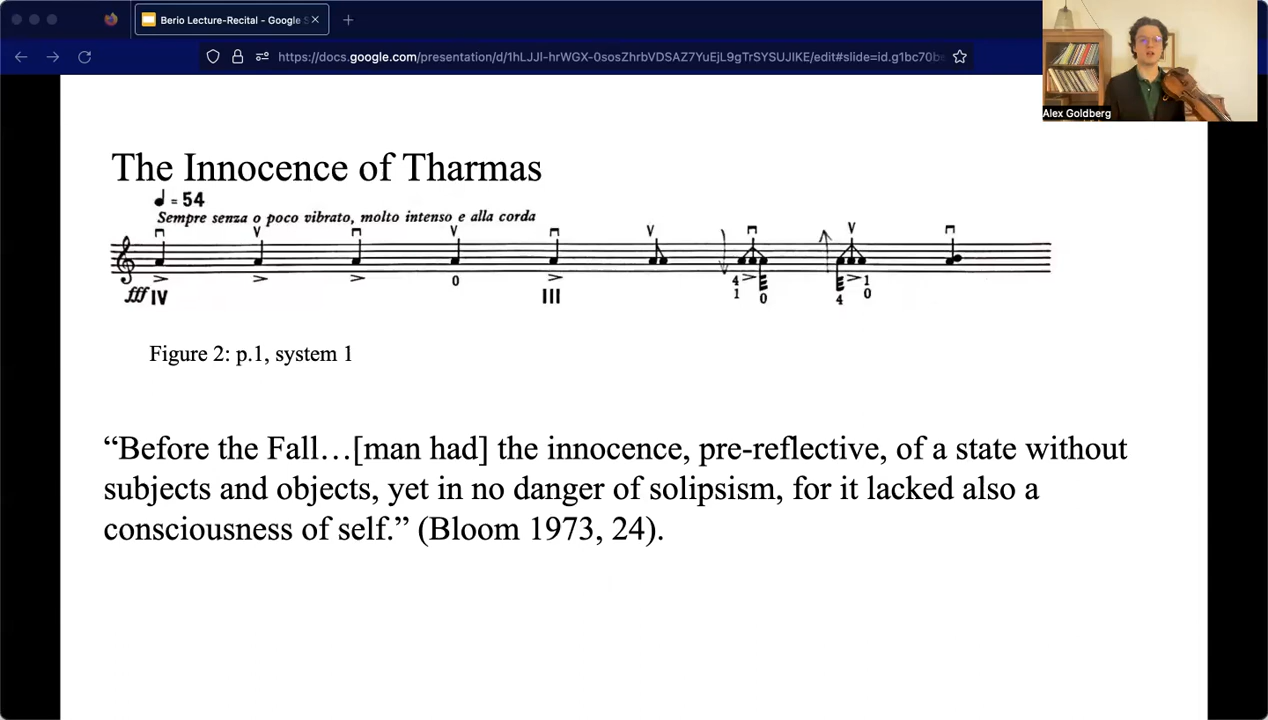 Berio Lecture-Recital - Google S
https://docs.google.com/presentation/d/1hLJJl-hrWGX-0sosZhrbVDSAZ7YuEjL9gTrSYSUJIKE/edit#slide=id.g1bc70b
Alex Goldberg
The Innocence of Tharmas
= 54
Sempre senza o poco vibrato, molto intenso e alla corda
V V V V
0 4 1
1 0 4 0
fff IV III
Figure 2: p.1, system 1
“Before the Fall…[man had] the innocence, pre-reflective, of a state without
subjects and objects, yet in no danger of solipsism, for it lacked also a
consciousness of self.” (Bloom 1973, 24).